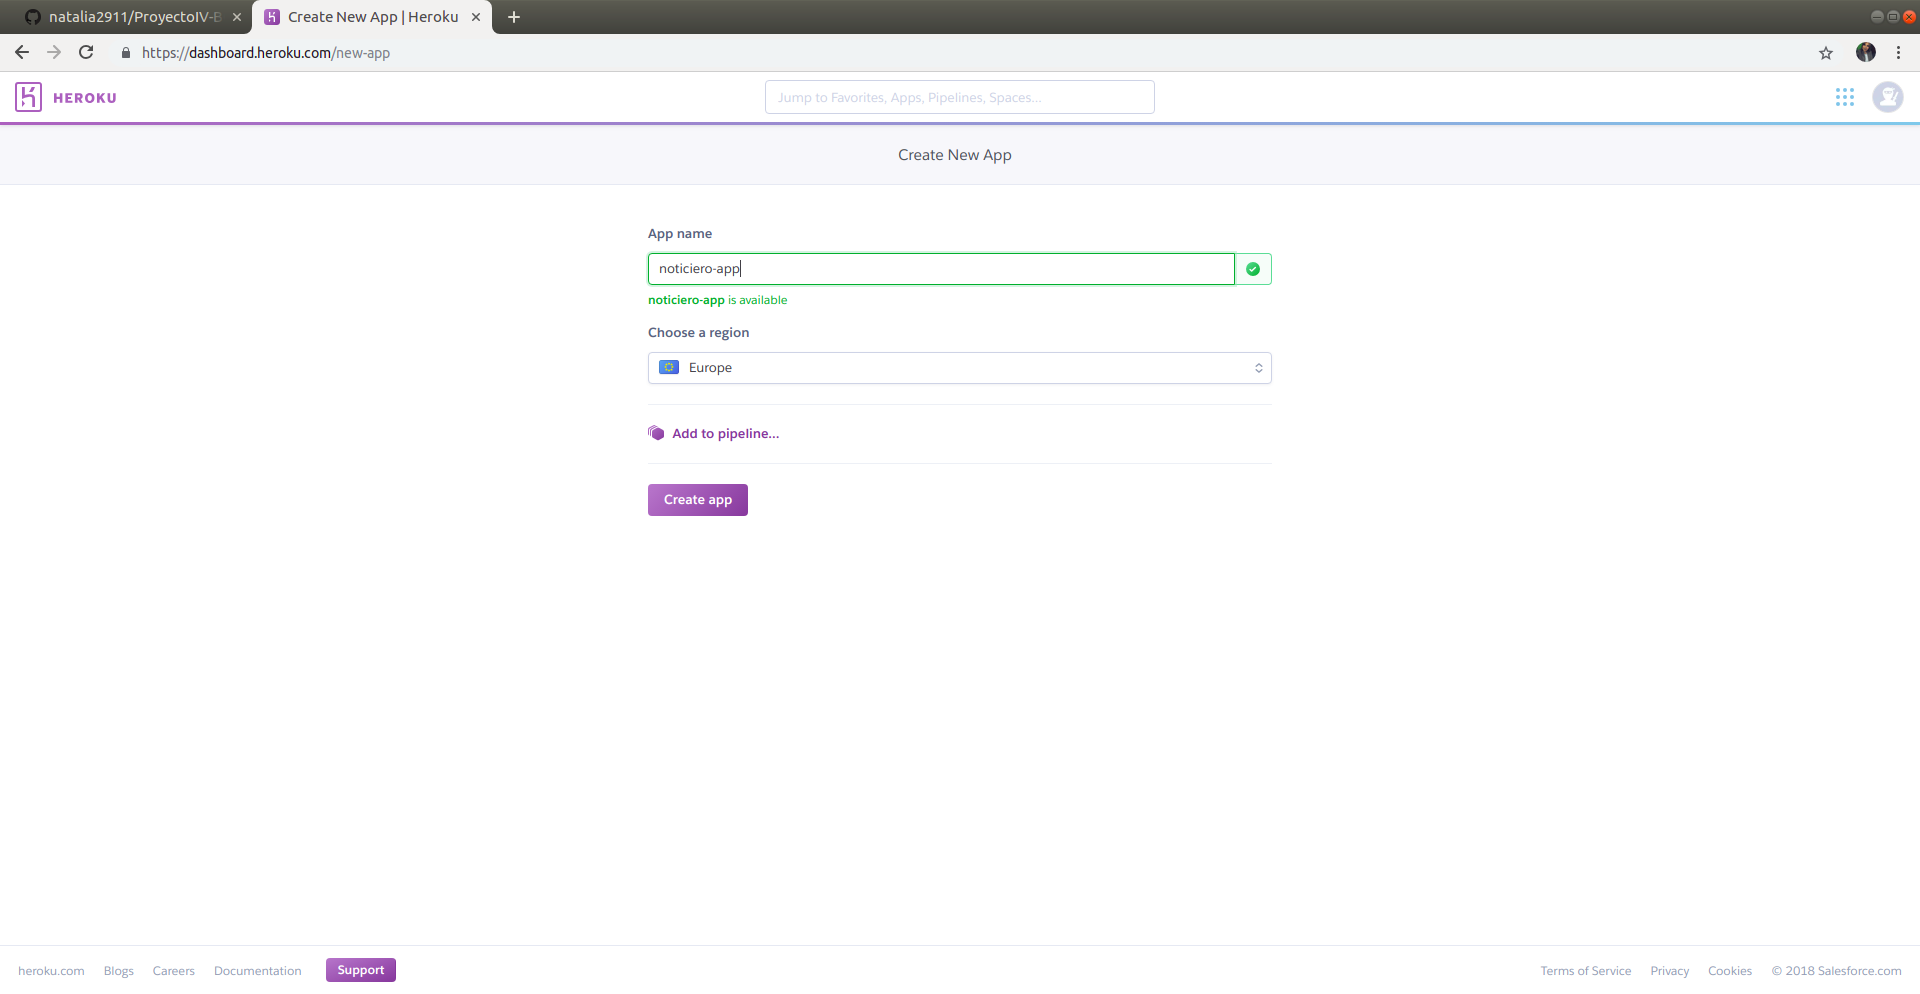 natalia2911/ProyectoIV-B
Create New App | Heroku
https://dashboard.heroku.com/new-app
HEROKU
Jump to Favorites, Apps, Pipelines, Spaces...
Create New App
App name
noticiero-app
noticiero-app is available
Choose a region
Europe
Add to pipeline...
Create app
heroku.com Blogs Careers Documentation Support Terms of Service Privacy Cookies © 2018 Salesforce.com